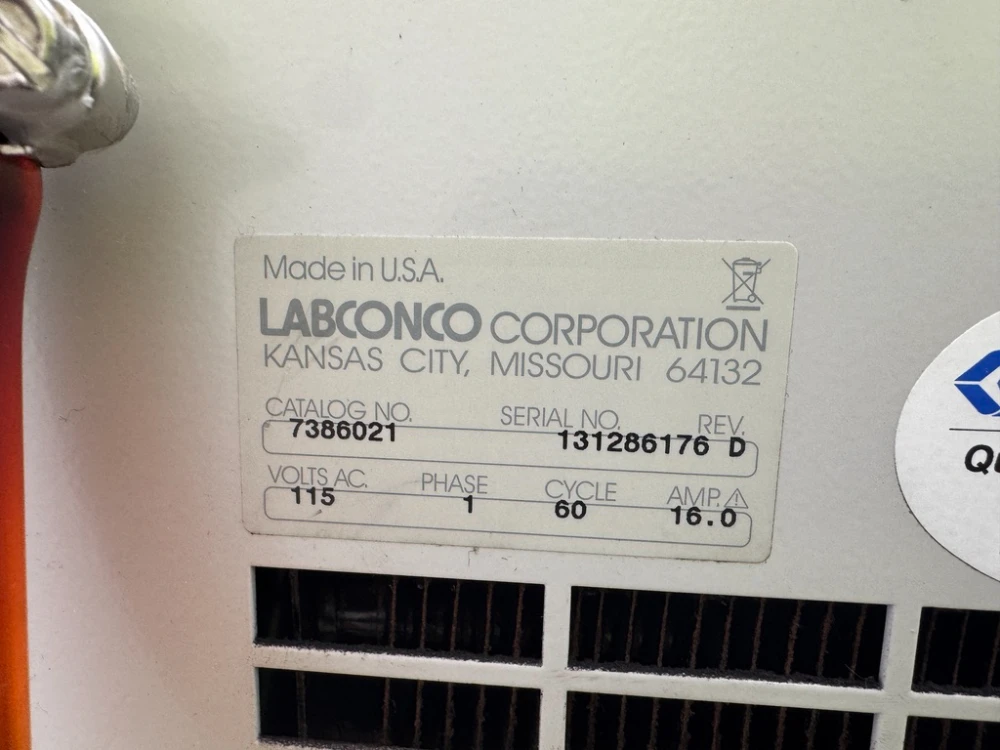 Made in U.S.A.
LABCONCO CORPORATION
KANSAS CITY, MISSOURI 64132
CATALOG NO. SERIAL NO. REV.
7386021 131286176 D
VOLTS AC. PHASE CYCLE AMP.
115 1 60 16.0